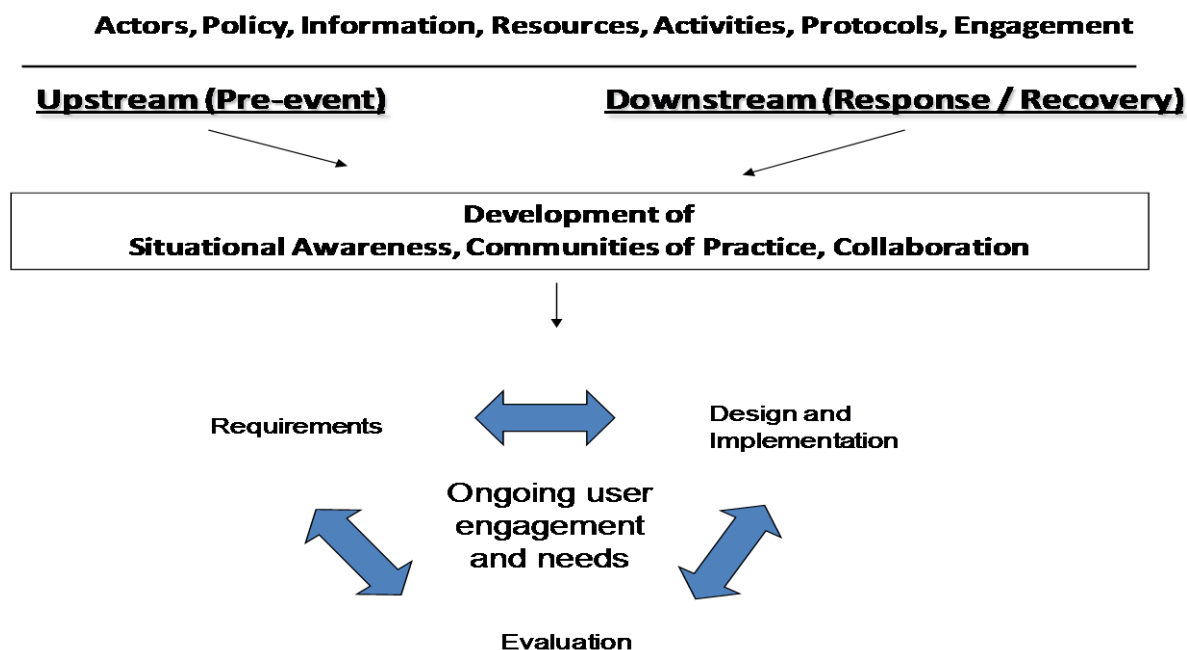 Actors, Policy, Information, Resources, Activities, Protocols, Engagement
Upstream (Pre-event)
Downstream (Response / Recovery)
Development of
Situational Awareness, Communities of Practice, Collaboration
Requirements
Design and
Implementation
Ongoing user
engagement
and needs
Evaluation